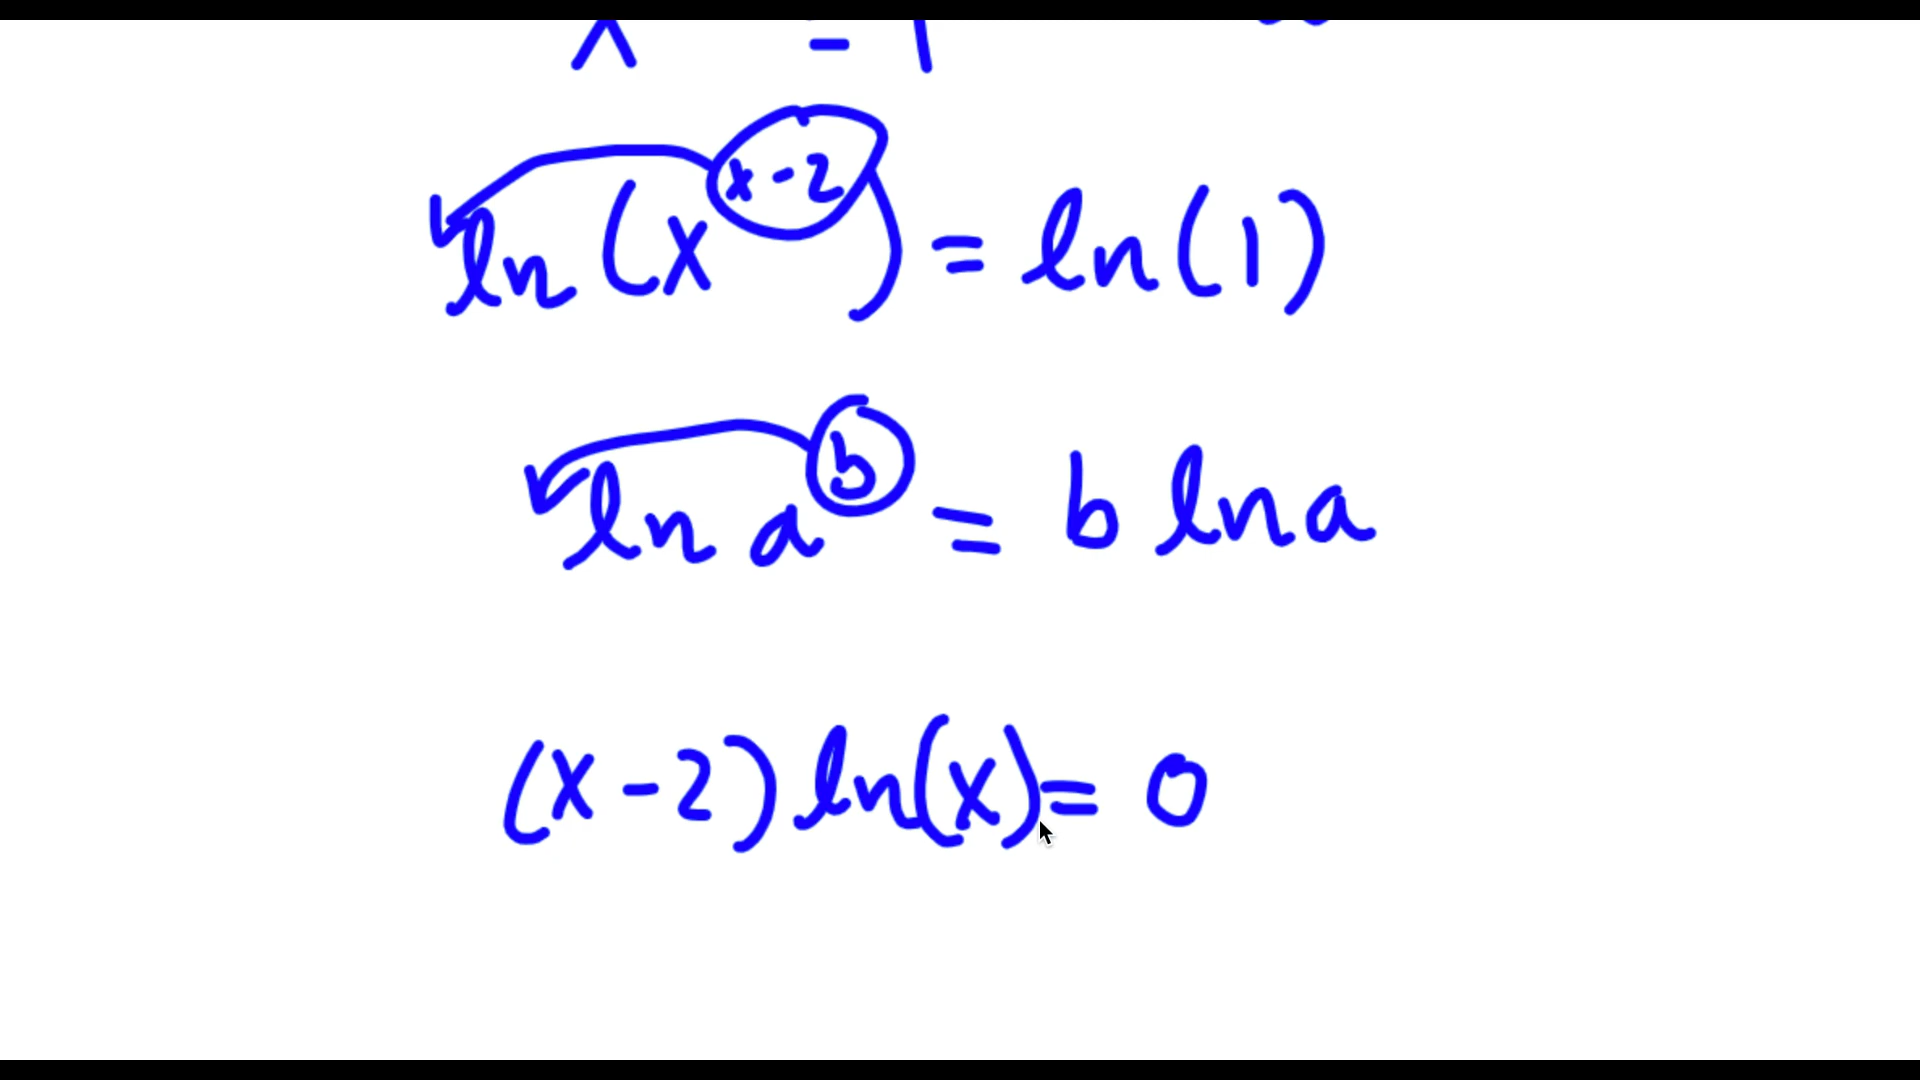 ln(x^{x-2}) = ln(1)
ln a^b = b ln a
(x-2) ln(x) = 0